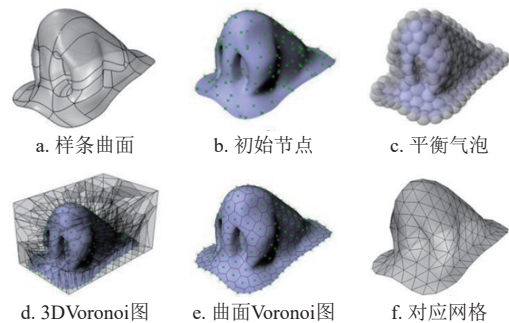 a. 样条曲面
b. 初始节点
c. 平衡气泡
d. 3DVoronoi图
e. 曲面Voronoi图
f. 对应网格